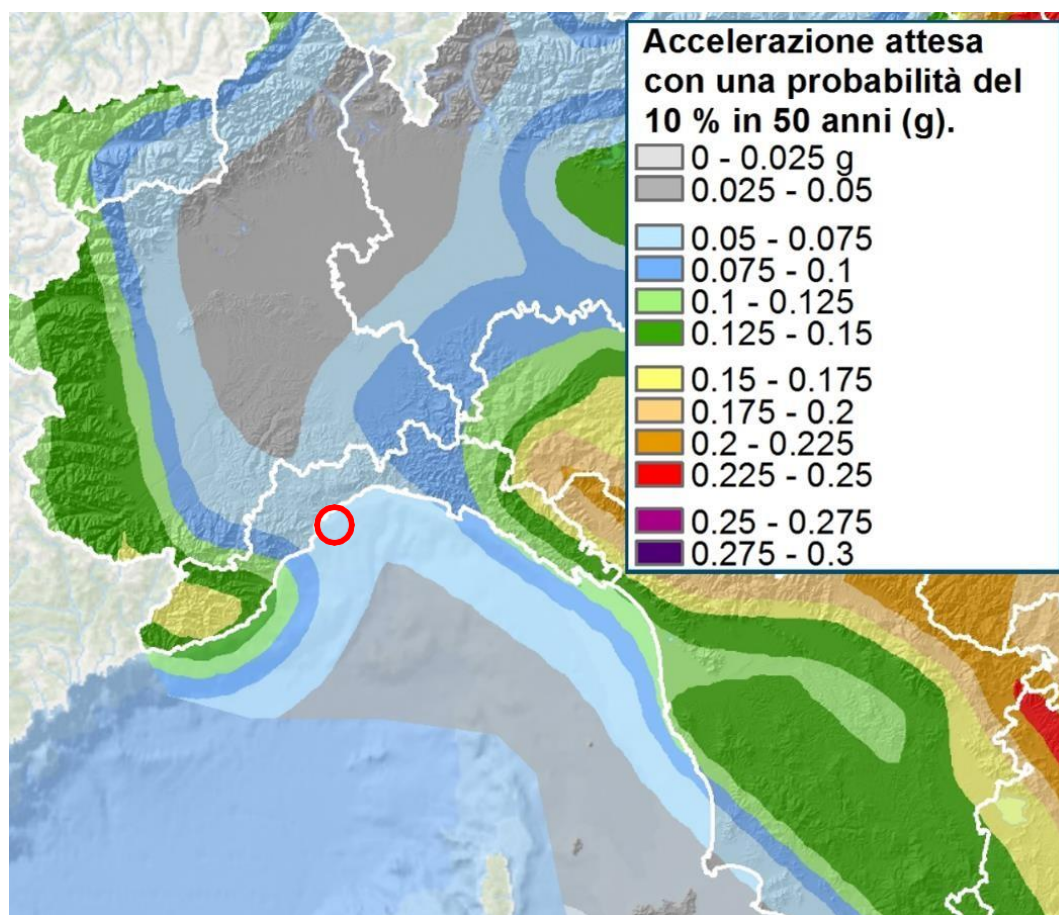 Accelerazione attesa
con una probabilità del
10 % in 50 anni (g).
0 - 0.025 g
0.025 - 0.05
0.05 - 0.075
0.075 - 0.1
0.1 - 0.125
0.125 - 0.15
0.15 - 0.175
0.175 - 0.2
0.2 - 0.225
0.225 - 0.25
0.25 - 0.275
0.275 - 0.3